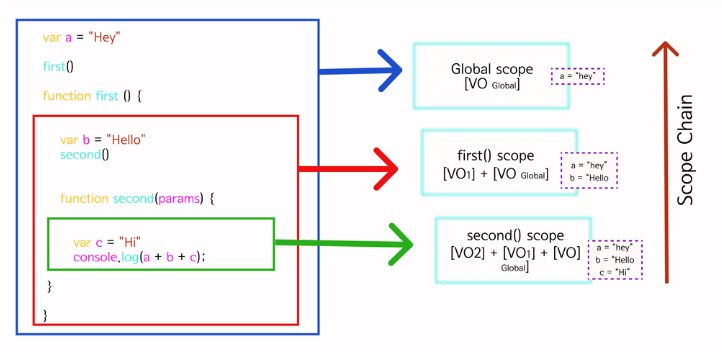 var a = "Hey"
first()
function first () {
var b = "Hello"
second()
function second(params) {
var c = "Hi"
console.log(a + b + c);
}
}
Global scope
[VO Global]
a = "hey"
first() scope
[VO1] + [VO Global]
a = "hey"
b = "Hello
second() scope
[VO2] + [VO1] + [VO]
Global]
a = "hey"
b = "Hello
c = "Hi"
Scope Chain